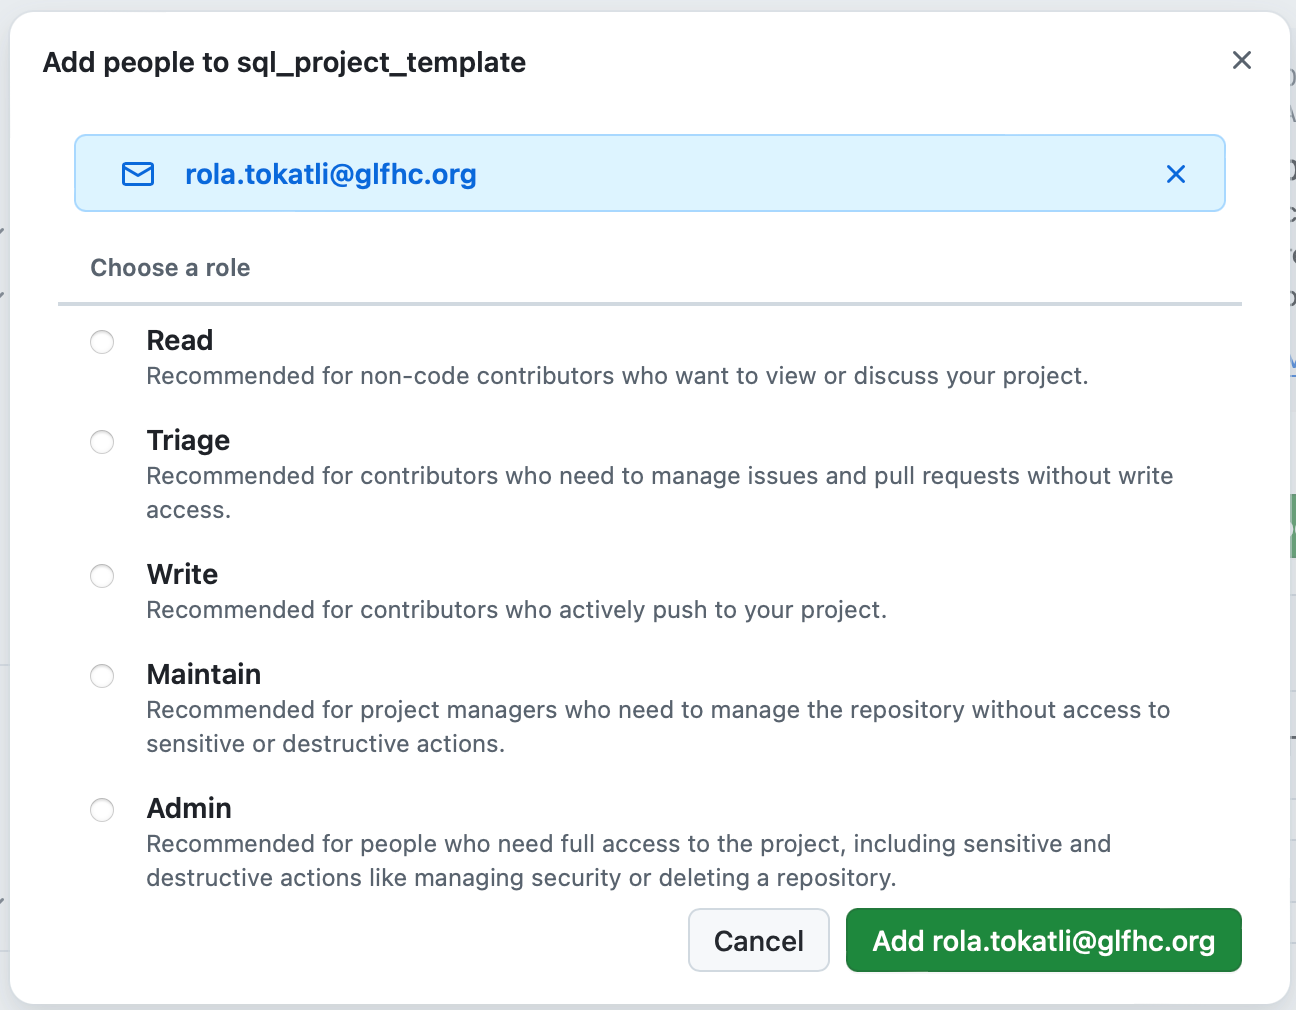 Add people to sql_project_template
rola.tokatli@glfhc.org
Choose a role
Read
Recommended for non-code contributors who want to view or discuss your project.
Triage
Recommended for contributors who need to manage issues and pull requests without write
access.
Write
Recommended for contributors who actively push to your project.
Maintain
Recommended for project managers who need to manage the repository without access to
sensitive or destructive actions.
Admin
Recommended for people who need full access to the project, including sensitive and
destructive actions like managing security or deleting a repository.
Cancel
Add rola.tokatli@glfhc.org